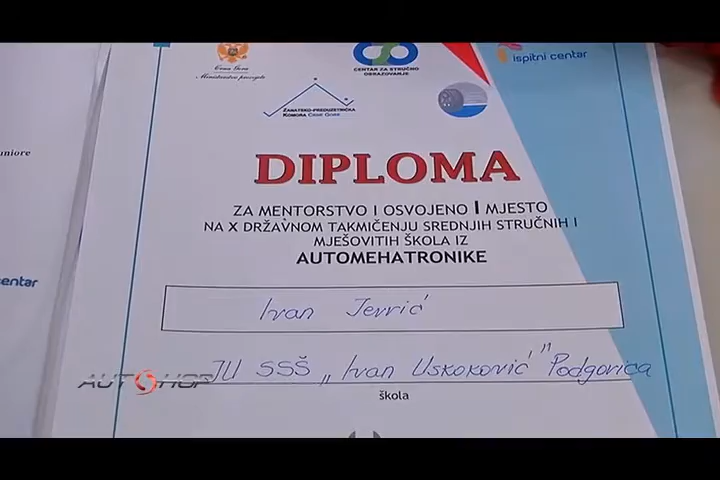 Crna Gora
Ministarstvo prosvjete
CENTAR ZA STRUČNO
OBRAZOVANJE
ispitni centar
ZANATSKO-PREDUZETNIČKA
KOMORA CRNE GORE
uniore
DIPLOMA
ZA MENTORSTVO I OSVOJENO I MJESTO
NA X DRŽAVNOM TAKMIČENJU SREDNJIH STRUČNIH I
MJEŠOVITIH ŠKOLA IZ
AUTOMEHATRONIKE
entar
Ivan Jevrić
JU SSŠ „Ivan Uskoković" Podgorica
AUTOSHOP
škola